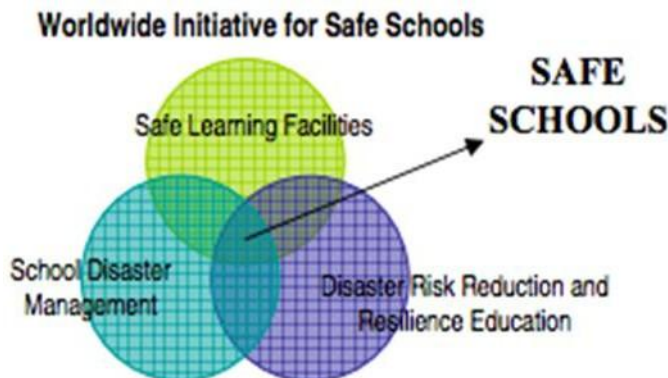 Worldwide Initiative for Safe Schools
SAFE
SCHOOLS
Safe Learning Facilities
School Disaster
Management
Disaster Risk Reduction and
Resilience Education